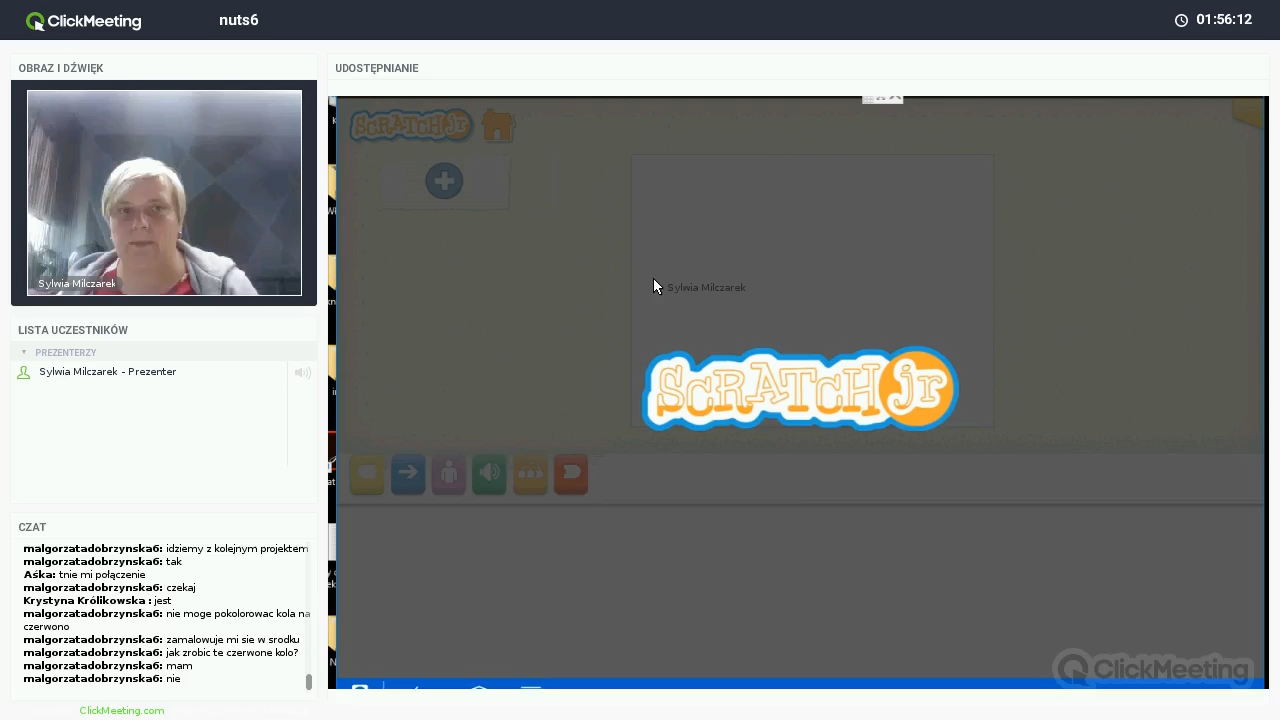 ClickMeeting
nuts6
01:56:12
OBRAZ I DŹWIĘK
Sylwia Milczarek
LISTA UCZESTNIKÓW
PREZENTERZY
Sylwia Milczarek - Prezenter
CZAT
malgorzatadobrzynska6: idziemy z kolejnym projektem
malgorzatadobrzynska6: tak
Aśka: tnie mi połączenie
malgorzatadobrzynska6: czekaj
Krystyna Królikowska : jest
malgorzatadobrzynska6: nie moge pokolorowac kola na
czerwono
malgorzatadobrzynska6: zamalowuje mi sie w srodku
malgorzatadobrzynska6: jak zrobic te czerwone kolo?
malgorzatadobrzynska6: mam
malgorzatadobrzynska6: nie
ClickMeeting.com
UDOSTĘPNIANIE
SCRATCH jr
Sylwia Milczarek
SCRATCH jr
ClickMeeting